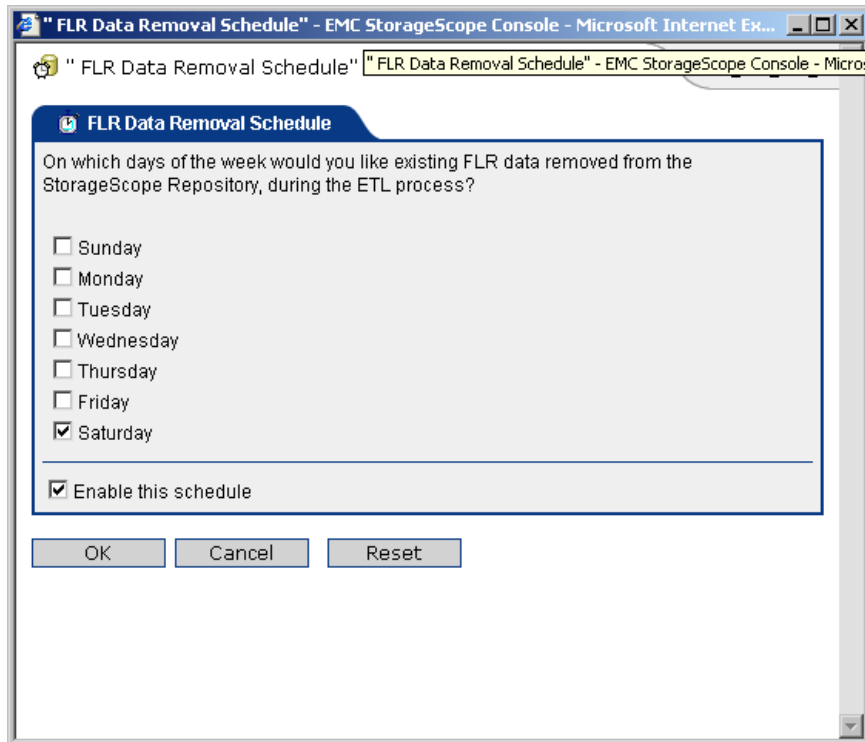 " FLR Data Removal Schedule" - EMC StorageScope Console - Microsoft Internet Ex...
" FLR Data Removal Schedule"
" FLR Data Removal Schedule" - EMC StorageScope Console - Micro
FLR Data Removal Schedule
On which days of the week would you like existing FLR data removed from the
StorageScope Repository, during the ETL process?
Sunday
Monday
Tuesday
Wednesday
Thursday
Friday
Saturday
Enable this schedule
OK Cancel Reset